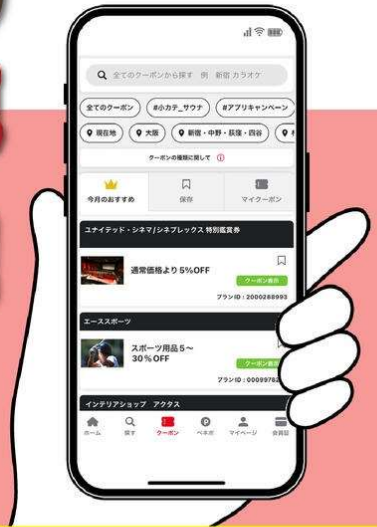 全てのクーポンから探す 例 新宿 カラオケ
全てのクーポン #小カテ_サウナ #アプリキャンペーン
現在地 大阪 新宿・中野・荻窪・四谷
クーポンの種類に関して
今月のおすすめ 保存 マイクーポン
ユナイテッド・シネマ/シネプレックス 特別鑑賞券
通常価格より5%OFF
クーポン表示
プランID:2000288993
エーススポーツ
スポーツ用品5~
30%OFF
クーポン表示
プランID:0009978
インテリアショップ アクタス
ホーム 探す クーポン ベネポ マイページ 会員証